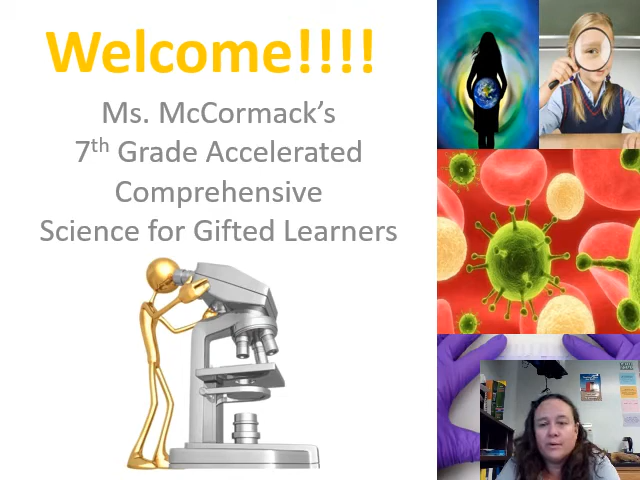 Welcome!!!!
Ms. McCormack’s
7th Grade Accelerated
Comprehensive
Science for Gifted Learners